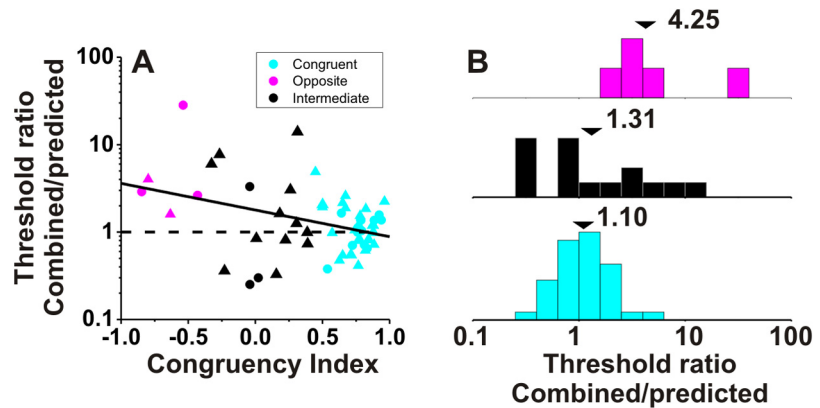 A
Threshold ratio
Combined/predicted
100
10
1
0.1
-1.0
-0.5
0.0
0.5
1.0
Congruency Index
Congruent
Opposite
Intermediate
B
4.25
1.31
1.10
0.1
1
10
100
Threshold ratio
Combined/predicted